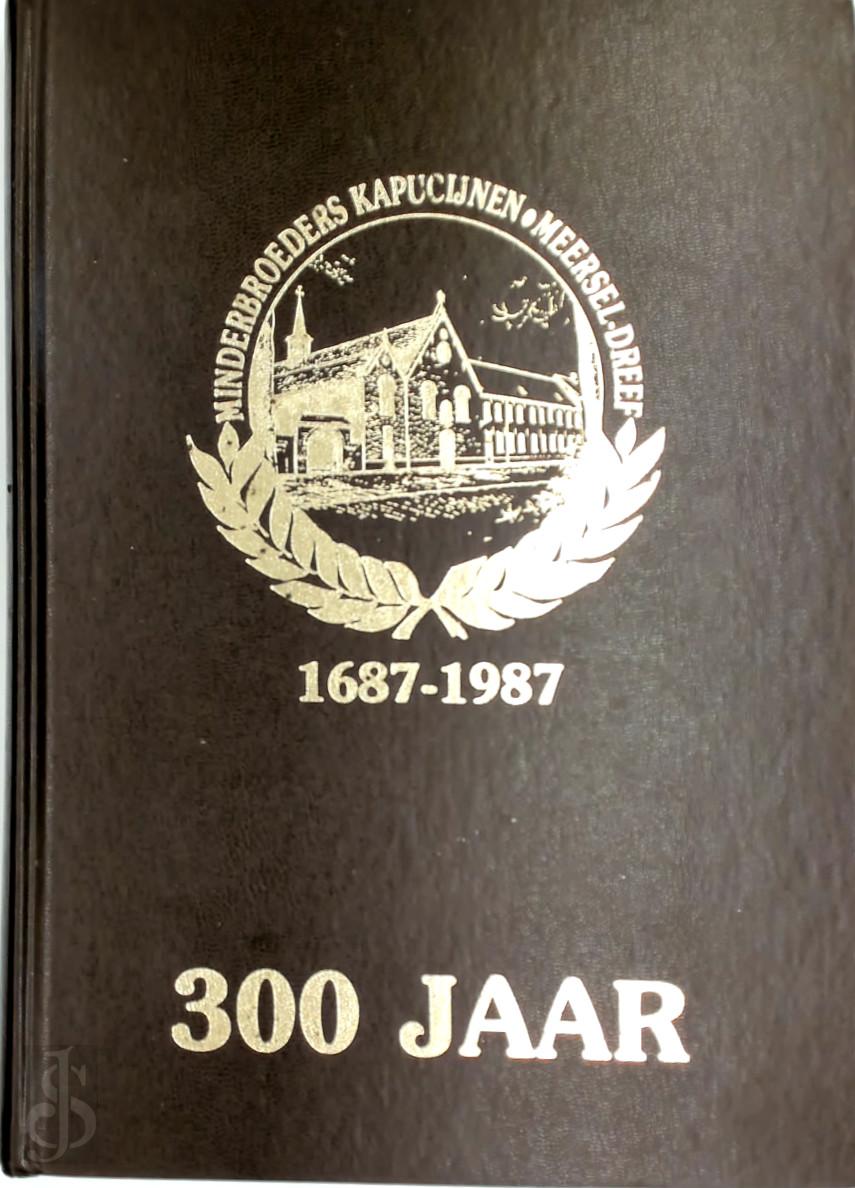 MINDERBROEDERS KAPUCIJNEN • MEERSEL-DREEF
1687-1987
300 JAAR